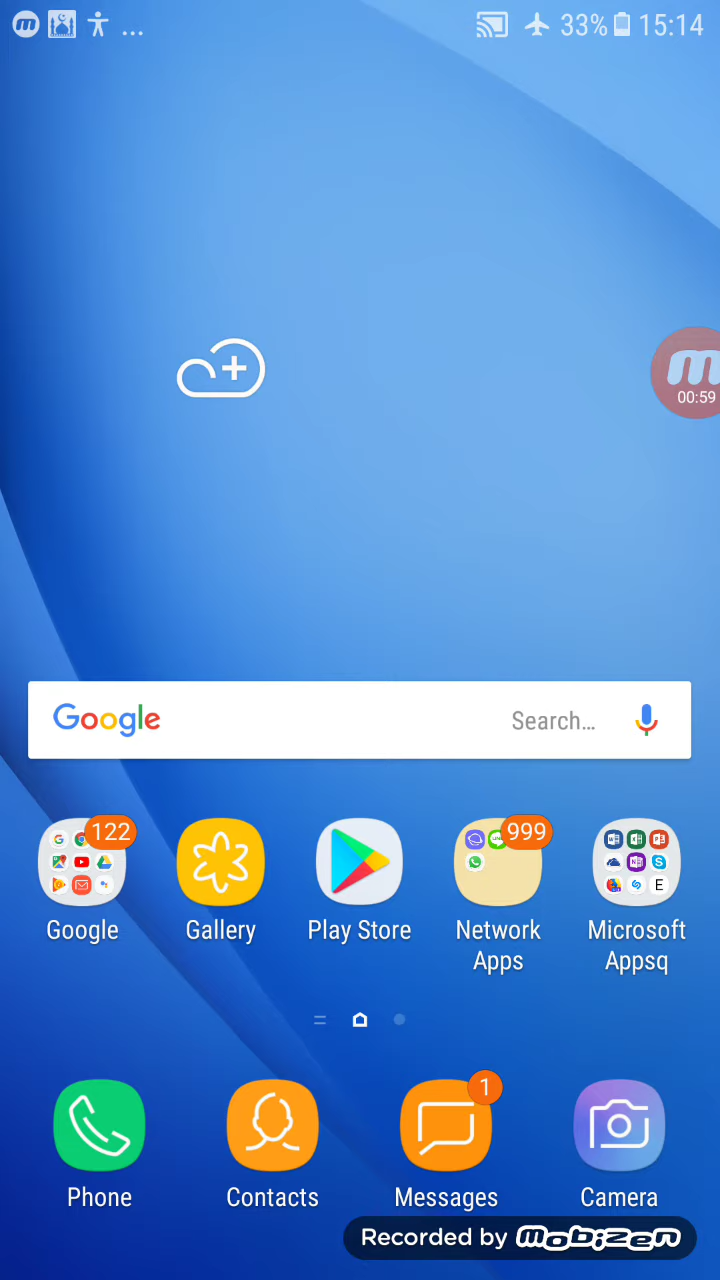 m ... 33% 15:14
m
00:59
Google Search...
122 999
Google Gallery Play Store Network Apps Microsoft Appsq
1
Phone Contacts Messages Camera
Recorded by mobizen